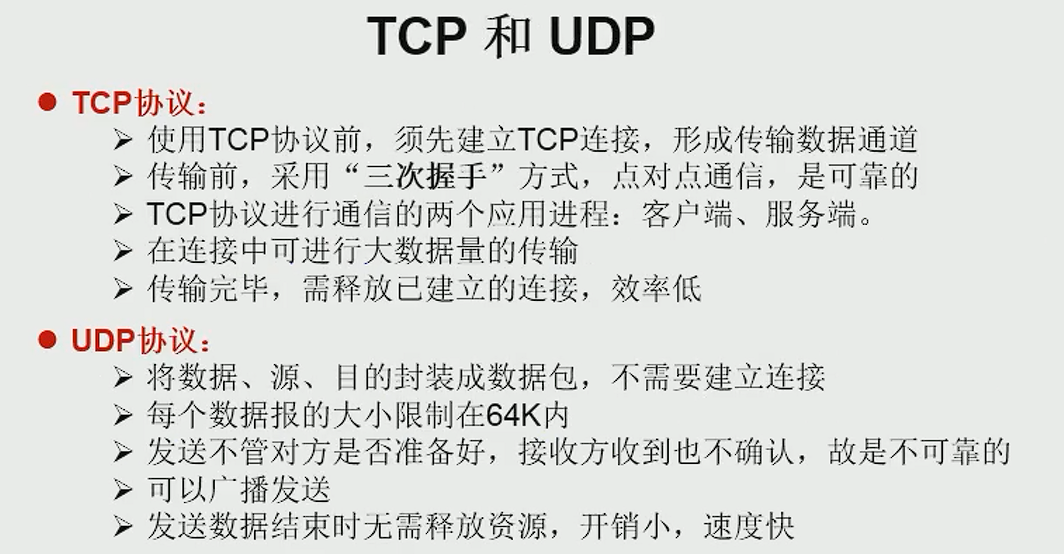 TCP 和 UDP
TCP协议：
使用TCP协议前，须先建立TCP连接，形成传输数据通道
传输前，采用“三次握手”方式，点对点通信，是可靠的
TCP协议进行通信的两个应用进程：客户端、服务端。
在连接中可进行大数据量的传输
传输完毕，需释放已建立的连接，效率低
UDP协议：
将数据、源、目的封装成数据包，不需要建立连接
每个数据报的大小限制在64K内
发送不管对方是否准备好，接收方收到也不确认，故是不可靠的
可以广播发送
发送数据结束时无需释放资源，开销小，速度快